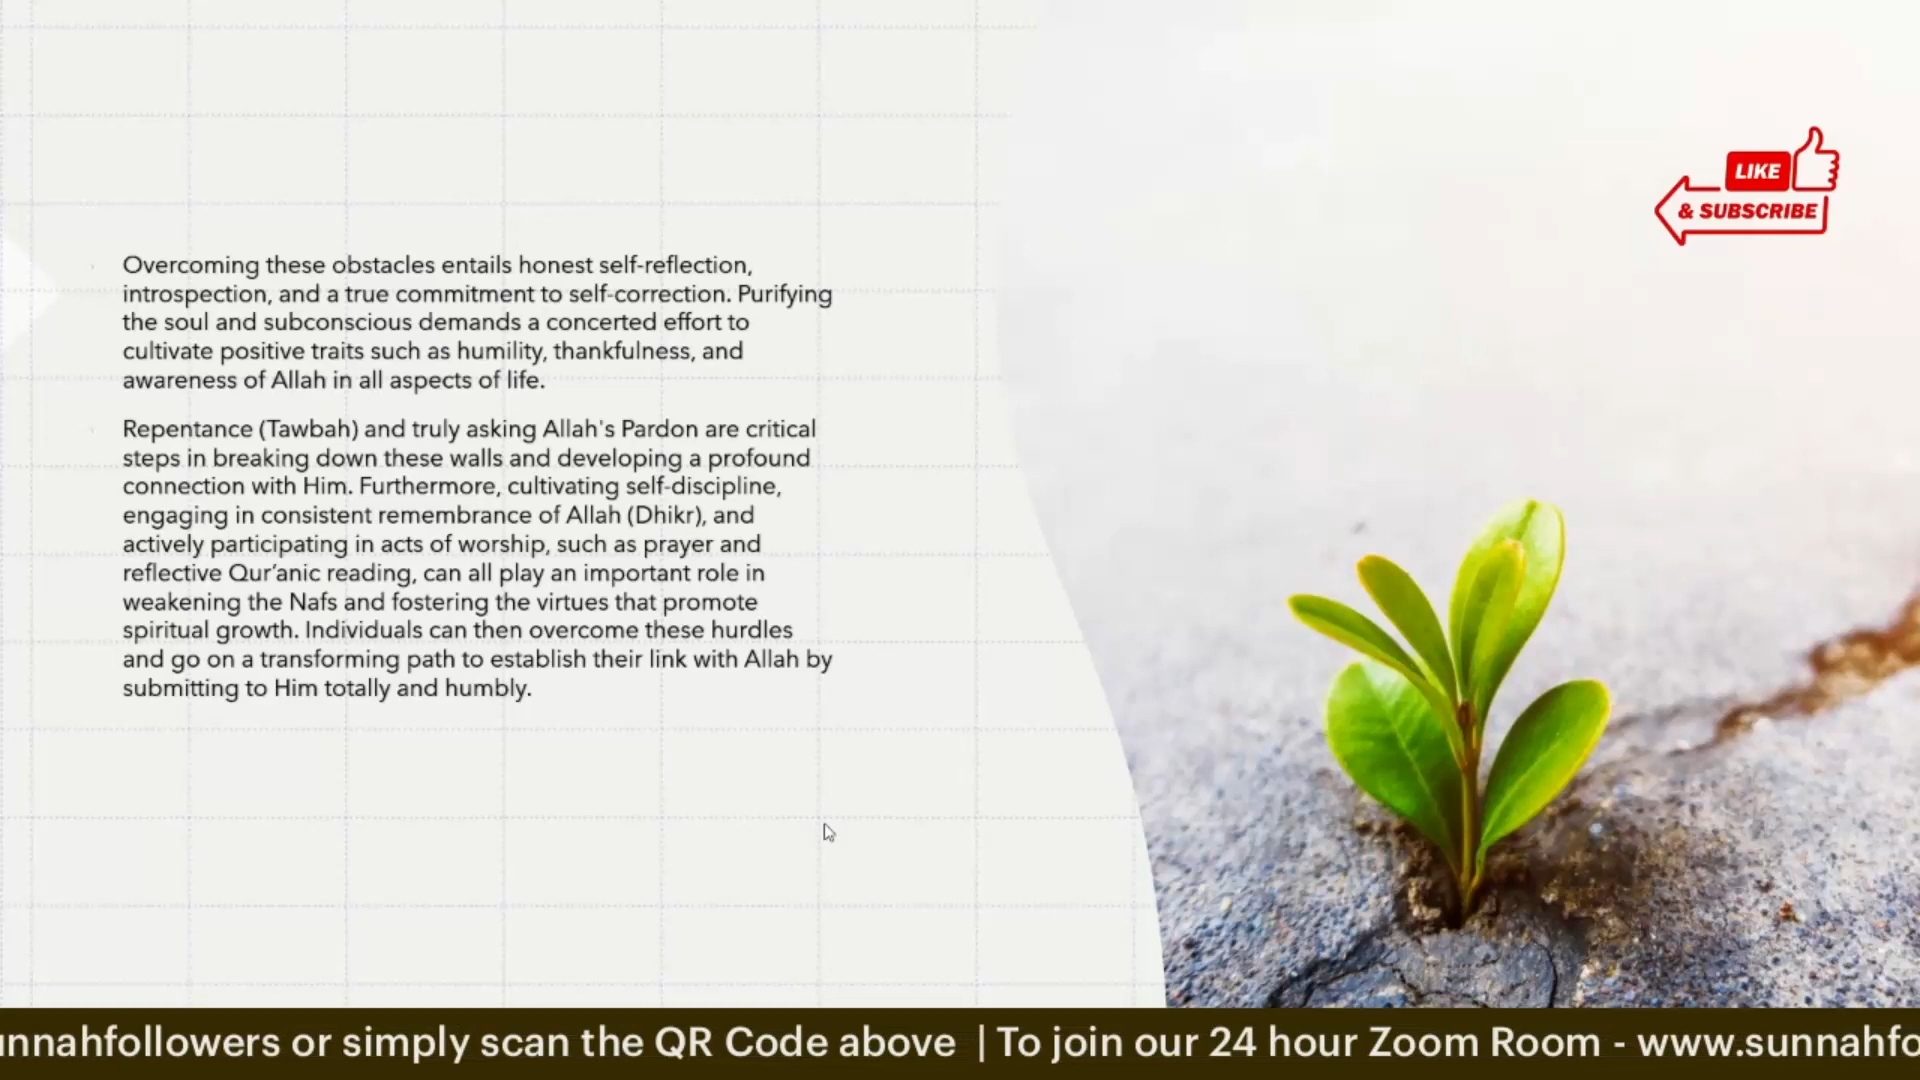 LIKE
& SUBSCRIBE
Overcoming these obstacles entails honest self-reflection,
introspection, and a true commitment to self-correction. Purifying
the soul and subconscious demands a concerted effort to
cultivate positive traits such as humility, thankfulness, and
awareness of Allah in all aspects of life.
Repentance (Tawbah) and truly asking Allah's Pardon are critical
steps in breaking down these walls and developing a profound
connection with Him. Furthermore, cultivating self-discipline,
engaging in consistent remembrance of Allah (Dhikr), and
actively participating in acts of worship, such as prayer and
reflective Qur’anic reading, can all play an important role in
weakening the Nafs and fostering the virtues that promote
spiritual growth. Individuals can then overcome these hurdles
and go on a transforming path to establish their link with Allah by
submitting to Him totally and humbly.
unnahfollowers or simply scan the QR Code above | To join our 24 hour Zoom Room - www.sunnahfo